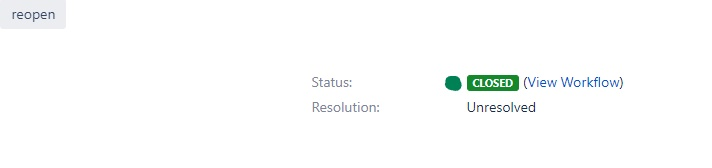 reopen
Status: CLOSED (View Workflow)
Resolution: Unresolved